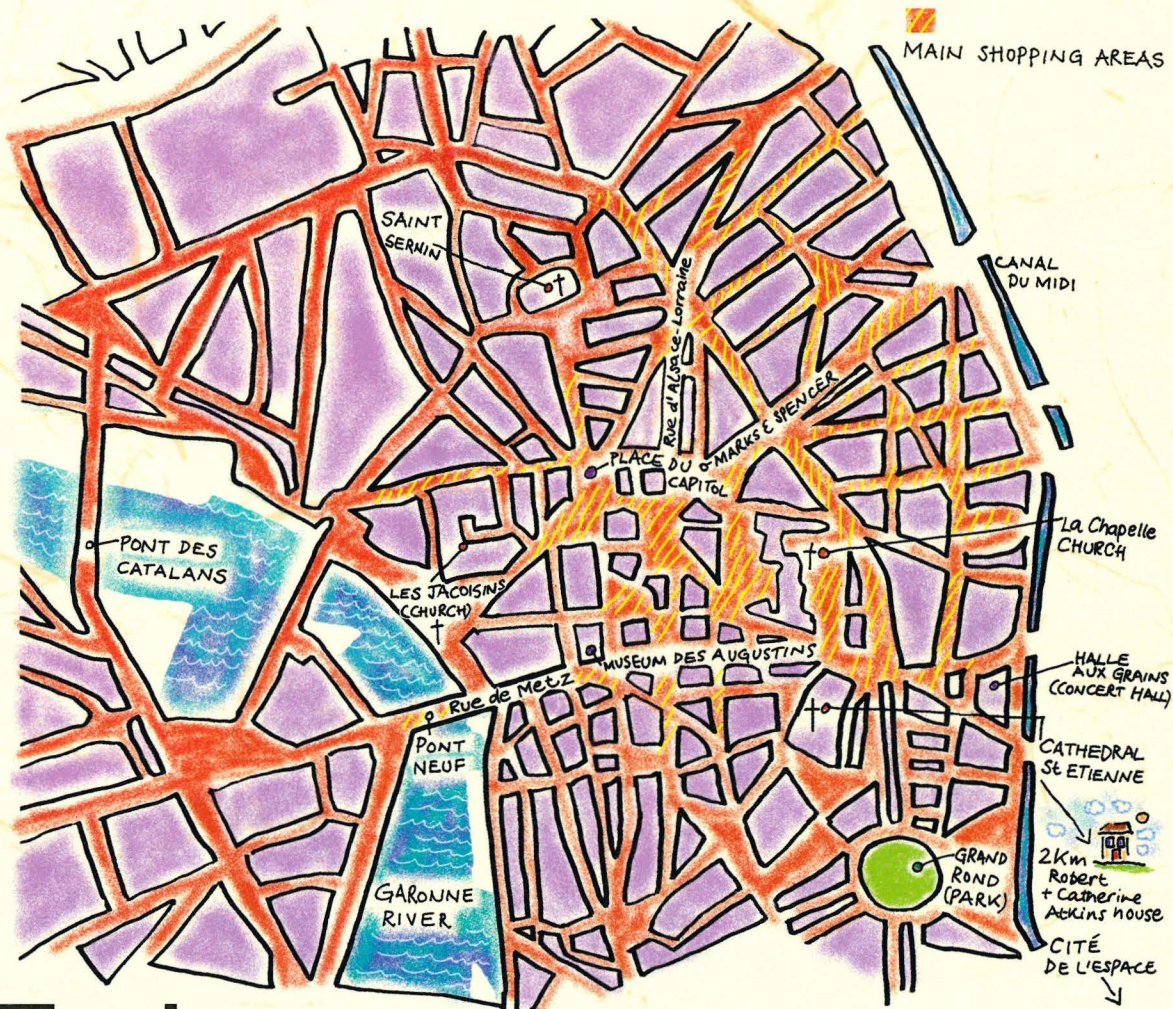 MAIN SHOPPING AREAS
SAINT
SERNIN
CANAL
DU MIDI
Rue d'Alsace-Lorraine
MARKS & SPENCER
PLACE DU
CAPITOL
La Chapelle
CHURCH
PONT DES
CATALANS
LES JACOISINS
(CHURCH)
MUSEUM DES AUGUSTINS
HALLE
AUX GRAINS
(CONCERT HALL)
Rue de Metz
PONT
NEUF
CATHEDRAL
St ETIENNE
GRAND
ROND
(PARK)
2Km
Robert
+ Catherine
Atkins house
GARONNE
RIVER
CITÉ
DE L'ESPACE